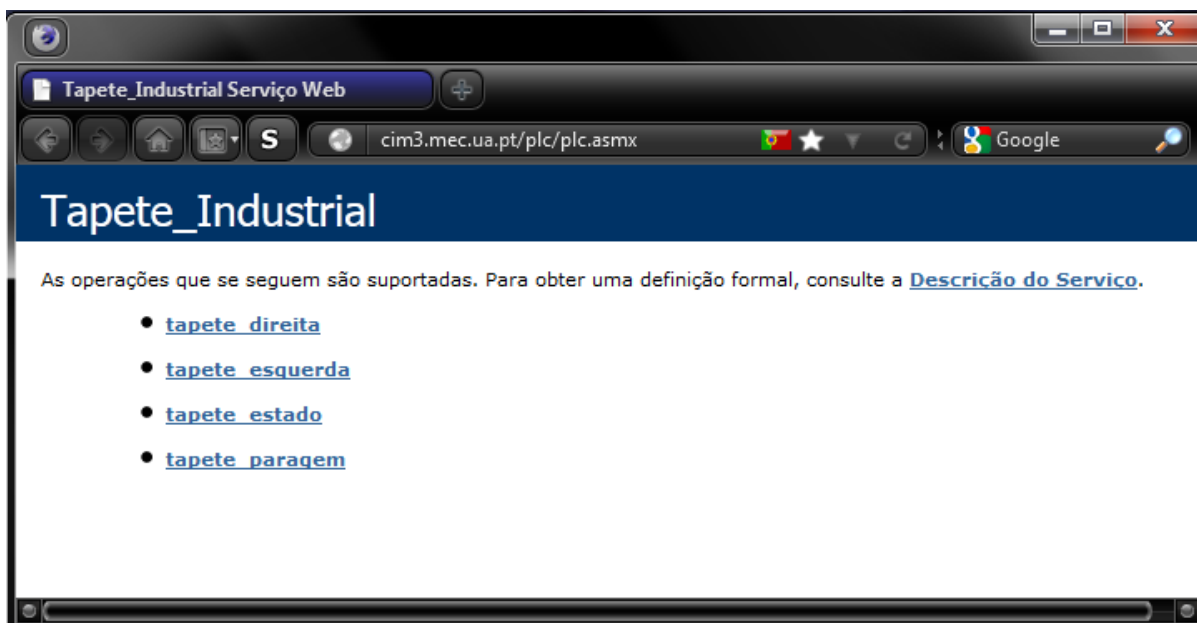 Tapete_Industrial Serviço Web
S
cim3.mec.ua.pt/plc/plc.asmx
Google
Tapete_Industrial
As operações que se seguem são suportadas. Para obter uma definição formal, consulte a Descrição do Serviço.
tapete_direita
tapete_esquerda
tapete_estado
tapete_paragem